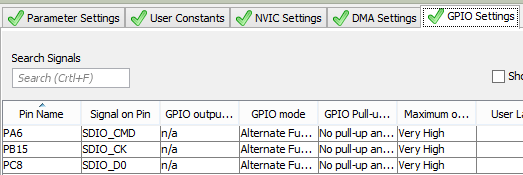 Parameter Settings User Constants NVIC Settings DMA Settings GPIO Settings
Search Signals
Search (Crtl+F) Sho
Pin Name Signal on Pin GPIO outpu... GPIO mode GPIO Pull-u... Maximum o... User La
PA6 SDIO_CMD n/a Alternate Fu... No pull-up an... Very High
PB15 SDIO_CK n/a Alternate Fu... No pull-up an... Very High
PC8 SDIO_D0 n/a Alternate Fu... No pull-up an... Very High